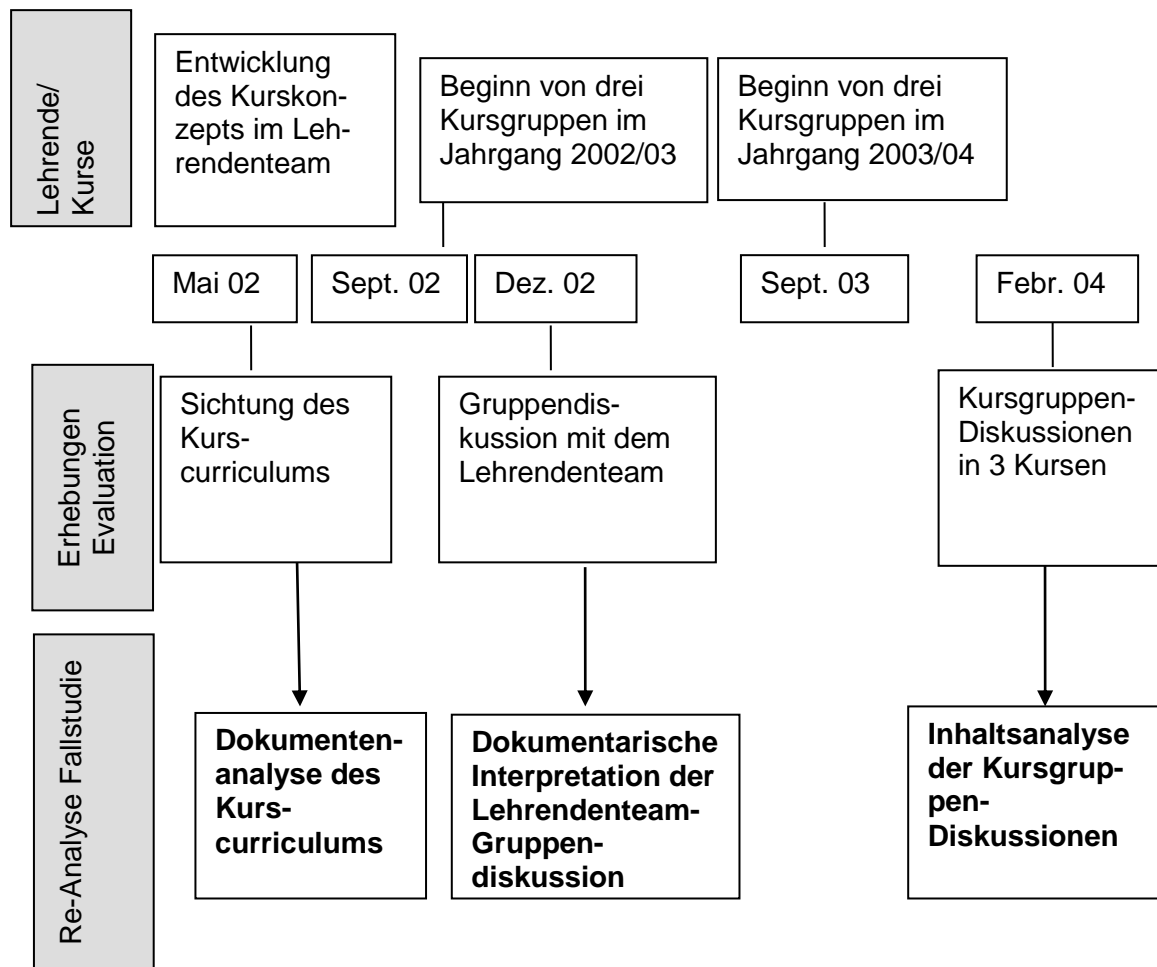 Lehrende/
Kurse
Entwicklung
des Kurskon-
zepts im Leh-
rendenteam
Beginn von drei
Kursgruppen im
Jahrgang 2002/03
Beginn von drei
Kursgruppen im
Jahrgang 2003/04
Mai 02
Sept. 02
Dez. 02
Sept. 03
Febr. 04
Erhebungen
Evaluation
Sichtung des
Kurs-
curriculums
Gruppendis-
kussion mit dem
Lehrendenteam
Kursgruppen-
Diskussionen
in 3 Kursen
Re-Analyse Fallstudie
Dokumenten-
analyse des
Kurs-
curriculums
Dokumentarische
Interpretation der
Lehrendenteam-
Gruppen-
diskussion
Inhaltsanalyse
der Kursgrup-
pen-
Diskussionen